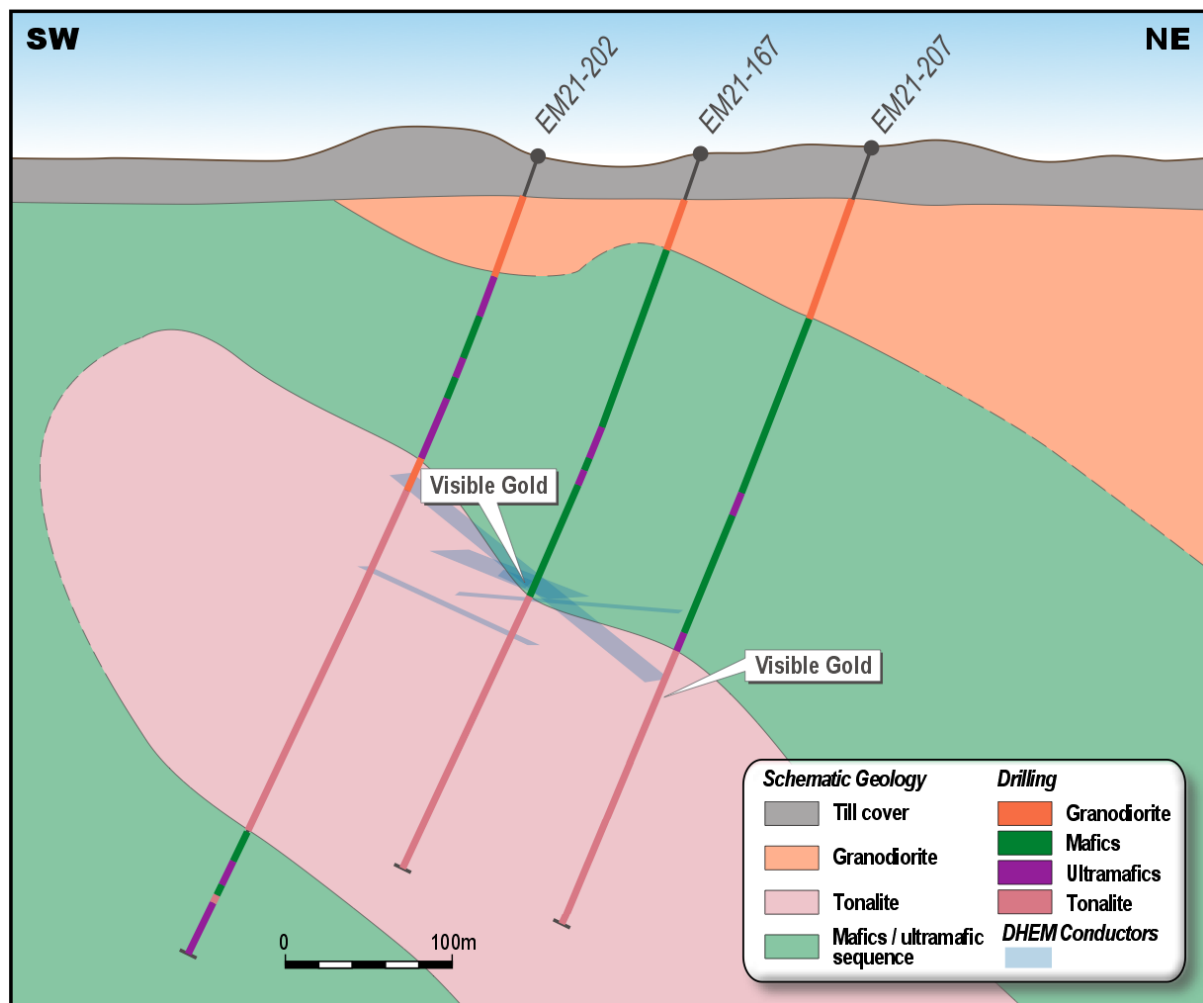 SW
NE
EM21-202
EM21-167
EM21-207
Visible Gold
Visible Gold
0
100m
Schematic Geology
Till cover
Granodiorite
Tonalite
Mafics / ultramafic
sequence
Drilling
Granodiorite
Mafics
Ultramafics
Tonalite
DHEM Conductors